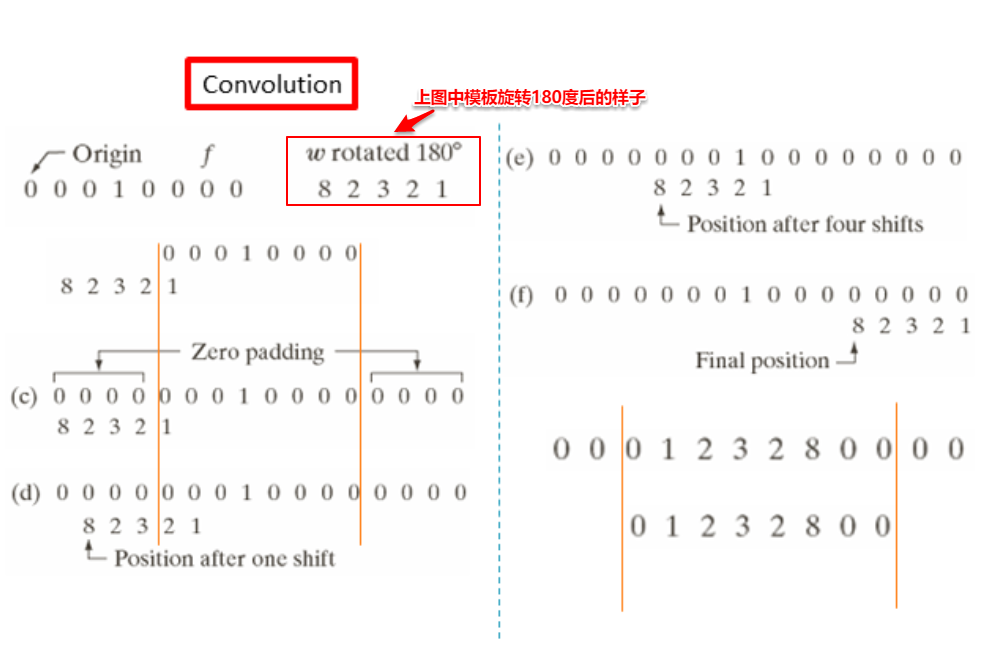 Convolution
上图中模板旋转180度后的样子
Origin f
w rotated 180°
0 0 0 1 0 0 0 0
8 2 3 2 1
0 0 0 1 0 0 0 0
8 2 3 2 1
Zero padding
(c) 0 0 0 0 0 0 0 1 0 0 0 0 0 0 0 0
8 2 3 2 1
(d) 0 0 0 0 0 0 0 1 0 0 0 0 0 0 0 0
8 2 3 2 1
Position after one shift
(e) 0 0 0 0 0 0 0 1 0 0 0 0 0 0 0 0
8 2 3 2 1
Position after four shifts
(f) 0 0 0 0 0 0 0 1 0 0 0 0 0 0 0 0
8 2 3 2 1
Final position
0 0 0 1 2 3 2 8 0 0 0 0
0 1 2 3 2 8 0 0